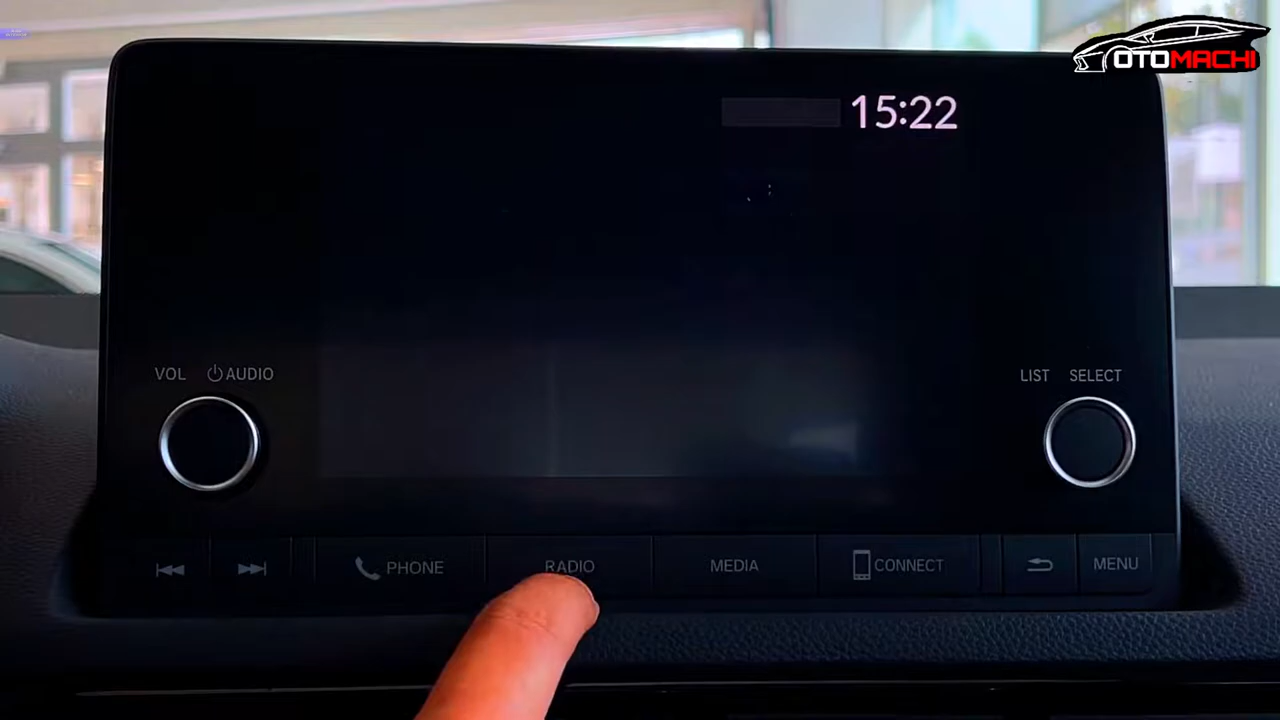 OTOMACHI
15:22
VOL AUDIO
LIST SELECT
PHONE RADIO MEDIA CONNECT MENU